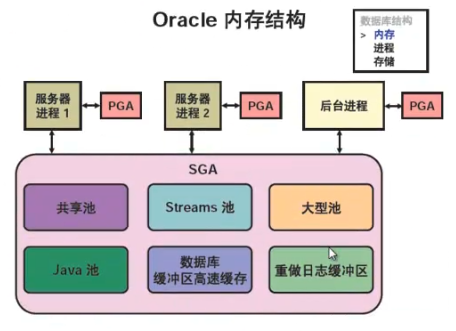 Oracle 内存结构
数据库结构
> 内存
进程
存储
服务器
进程 1
PGA
服务器
进程 2
PGA
后台进程
PGA
SGA
共享池
Streams 池
大型池
Java 池
数据库
缓冲区高速缓存
重做日志缓冲区